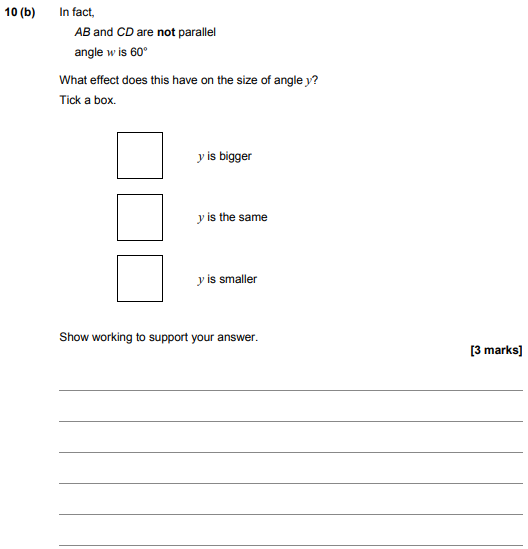 10 (b) In fact,
AB and CD are not parallel
angle w is 60°
What effect does this have on the size of angle y?
Tick a box.
y is bigger
y is the same
y is smaller
Show working to support your answer.
[3 marks]